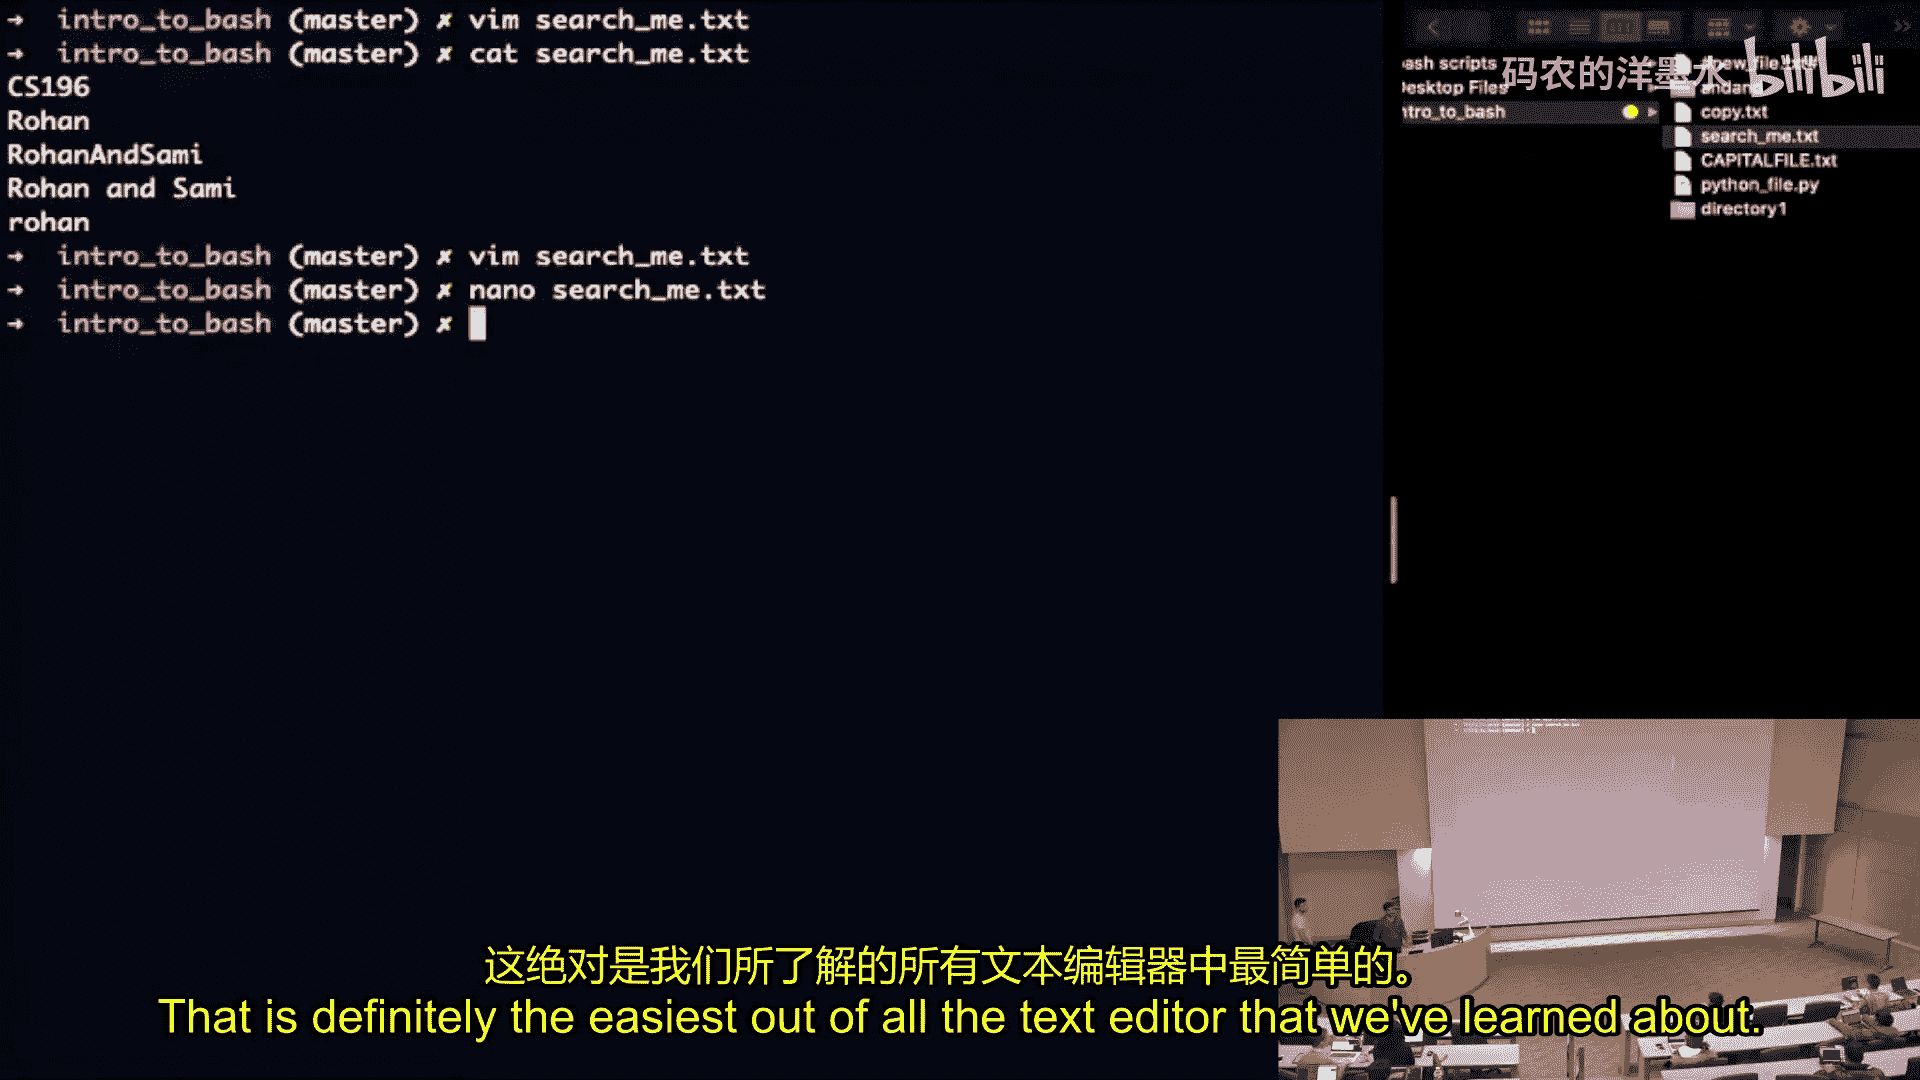 → intro_to_bash (master) ✗ vim search_me.txt
→ intro_to_bash (master) ✗ cat search_me.txt
CS196
Rohan
RohanAndSami
Rohan and Sami
rohan
→ intro_to_bash (master) ✗ vim search_me.txt
→ intro_to_bash (master) ✗ nano search_me.txt
→ intro_to_bash (master) ✗
ash scripts
esktop Files
ntro_to_bash
码农的洋墨水 bilibili
copy.txt
search_me.txt
CAPITALFILE.txt
python_file.py
directory1
这绝对是我们所了解的所有文本编辑器中最简单的。
That is definitely the easiest out of all the text editor that we've learned about.